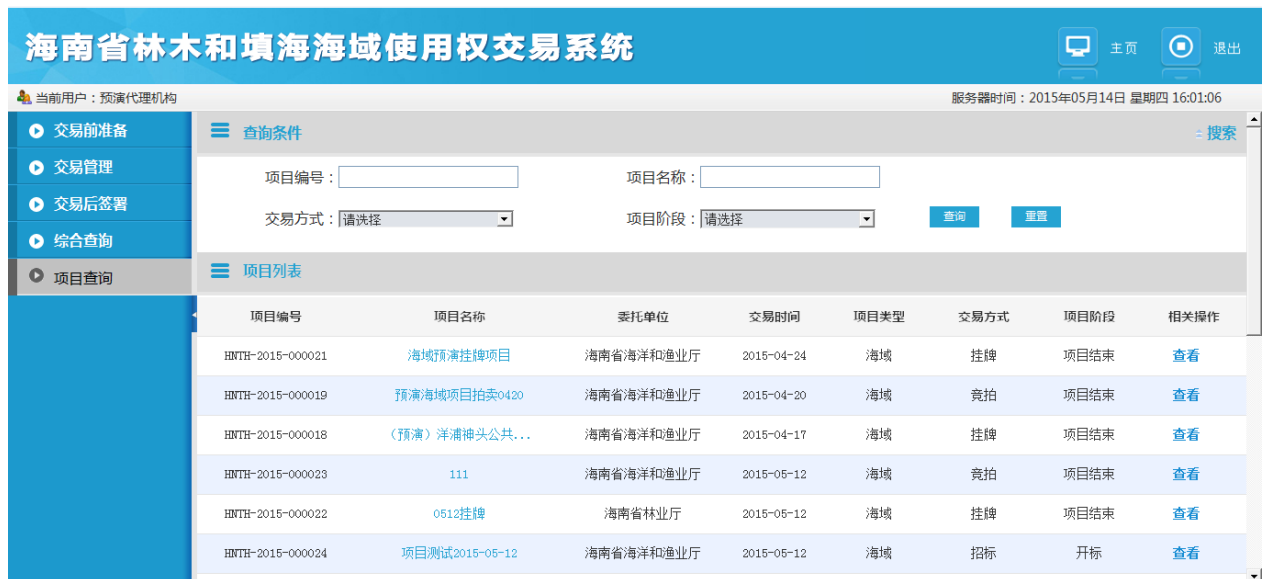 海南省林木和填海海域使用权交易系统
主页
退出
当前用户：预演代理机构
服务器时间：2015年05月14日 星期四 16:01:06
交易前准备
交易管理
交易后签署
综合查询
项目查询
查询条件
搜索
项目编号：
项目名称：
交易方式：请选择
项目阶段：请选择
查询
重置
项目列表
项目编号 项目名称 委托单位 交易时间 项目类型 交易方式 项目阶段 相关操作
HNTH-2015-000021 海域预演挂牌项目 海南省海洋和渔业厅 2015-04-24 海域 挂牌 项目结束 查看
HNTH-2015-000019 预演海域项目拍卖0420 海南省海洋和渔业厅 2015-04-20 海域 竞拍 项目结束 查看
HNTH-2015-000018 （预演）洋浦神头公共... 海南省海洋和渔业厅 2015-04-17 海域 挂牌 项目结束 查看
HNTH-2015-000023 111 海南省海洋和渔业厅 2015-05-12 海域 竞拍 项目结束 查看
HNTH-2015-000022 0512挂牌 海南省林业厅 2015-05-12 海域 挂牌 项目结束 查看
HNTH-2015-000024 项目测试2015-05-12 海南省海洋和渔业厅 2015-05-12 海域 招标 开标 查看